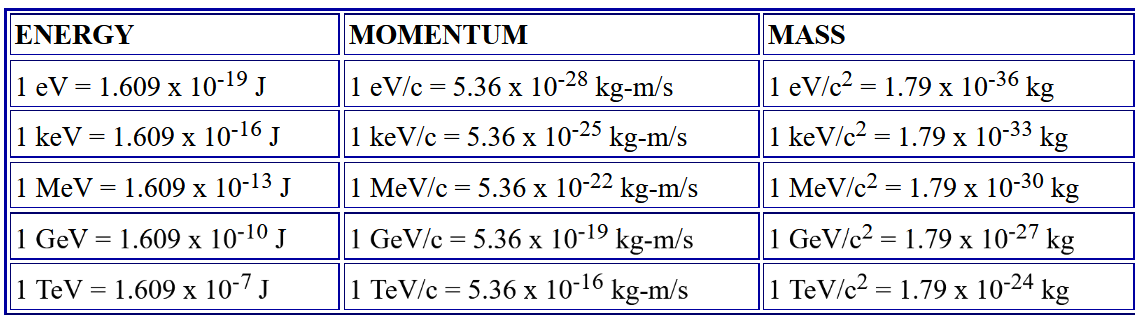 ENERGY MOMENTUM MASS
1 eV = 1.609 x 10⁻¹⁹ J 1 eV/c = 5.36 x 10⁻²⁸ kg-m/s 1 eV/c² = 1.79 x 10⁻³⁶ kg
1 keV = 1.609 x 10⁻¹⁶ J 1 keV/c = 5.36 x 10⁻²⁵ kg-m/s 1 keV/c² = 1.79 x 10⁻³³ kg
1 MeV = 1.609 x 10⁻¹³ J 1 MeV/c = 5.36 x 10⁻²² kg-m/s 1 MeV/c² = 1.79 x 10⁻³⁰ kg
1 GeV = 1.609 x 10⁻¹⁰ J 1 GeV/c = 5.36 x 10⁻¹⁹ kg-m/s 1 GeV/c² = 1.79 x 10⁻²⁷ kg
1 TeV = 1.609 x 10⁻⁷ J 1 TeV/c = 5.36 x 10⁻¹⁶ kg-m/s 1 TeV/c² = 1.79 x 10⁻²⁴ kg